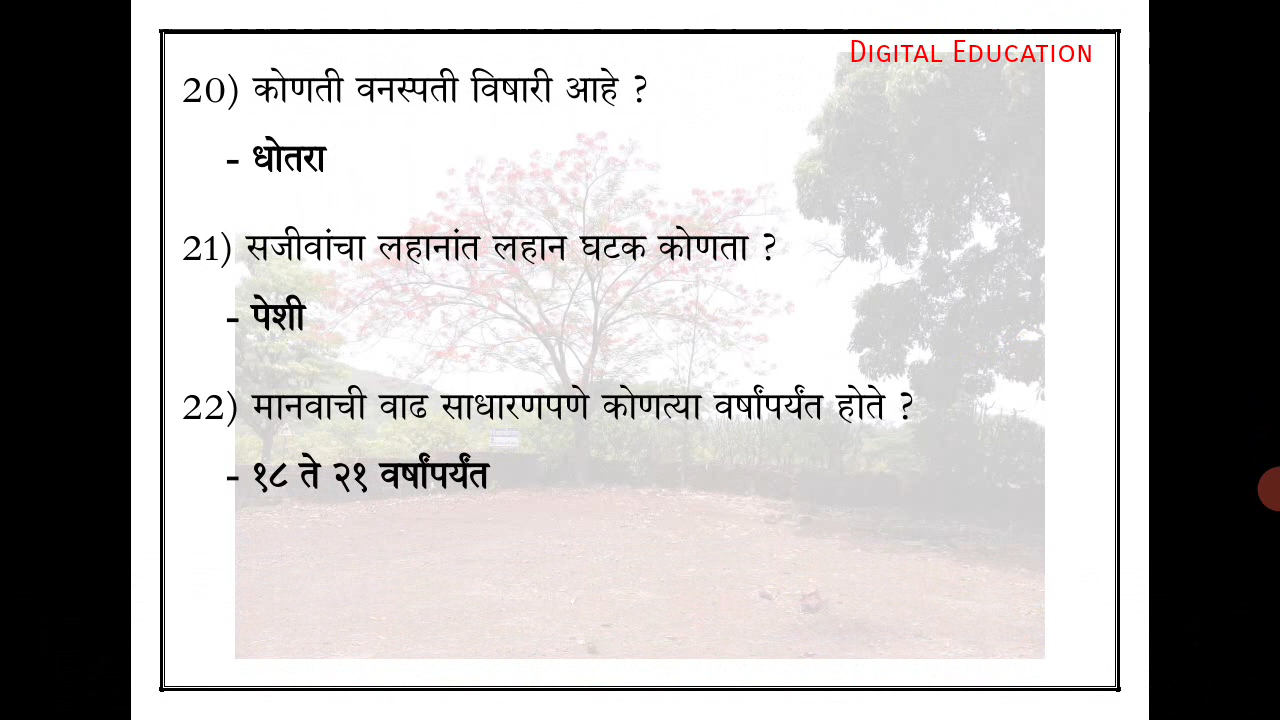 DIGITAL EDUCATION
20) कोणती वनस्पती विषारी आहे ?
- धोतरा
21) सजीवांचा लहानांत लहान घटक कोणता ?
- पेशी
22) मानवाची वाढ साधारणपणे कोणत्या वर्षांपर्यंत होते ?
- १८ ते २१ वर्षांपर्यंत